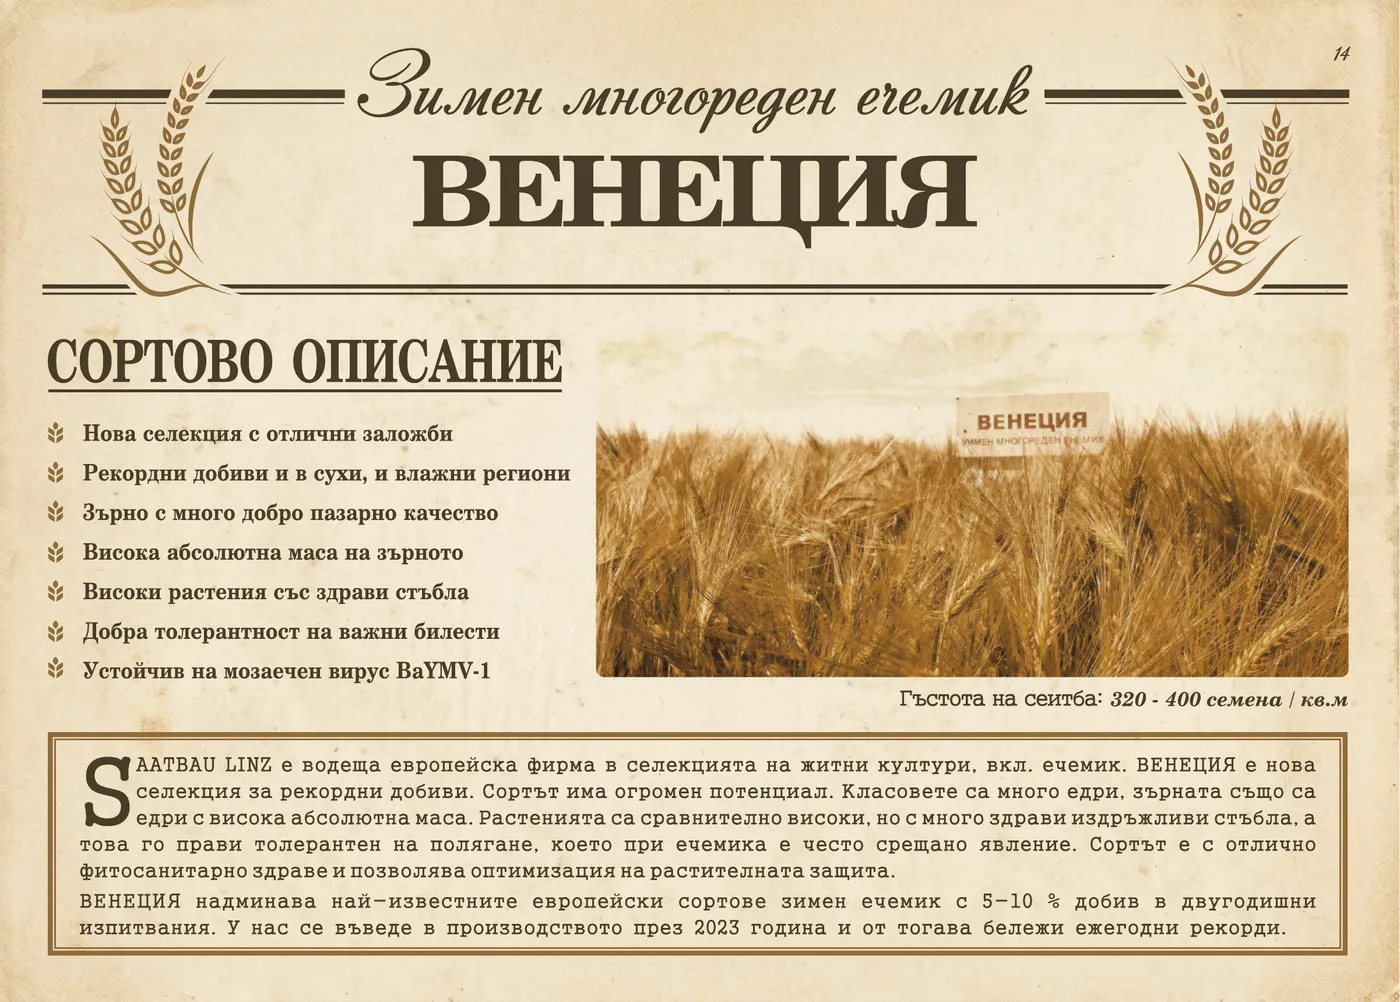 14
Зимен многореден ечемик
ВЕНЕЦИЯ
СОРТОВО ОПИСАНИЕ
Нова селекция с отлични заложби
Рекордни добиви и в сухи, и влажни региони
Зърно с много добро пазарно качество
Висока абсолютна маса на зърното
Високи растения със здрави стъбла
Добра толерантност на важни билести
Устойчив на мозаечен вирус BaYMV-1
ВЕНЕЦИЯ
ЗИМЕН МНОГОРЕДЕН ЕЧЕМИК
Гъстота на сеитба: 320 - 400 семена / кв.м
SAATBAU LINZ е водеща европейска фирма в селекцията на житни култури, вкл. ечемик. ВЕНЕЦИЯ е нова
селекция за рекордни добиви. Сортът има огромен потенциал. Класовете са много едри, зърната също са
едри с висока абсолютна маса. Растенията са сравнително високи, но с много здрави издръжливи стъбла, а
това го прави толерантен на полягане, което при ечемика е често срещано явление. Сортът е с отлично
фитосанитарно здраве и позволява оптимизация на растителната защита.
ВЕНЕЦИЯ надминава най-известните европейски сортове зимен ечемик с 5-10 % добив в двугодишни
изпитвания. У нас се въведе в производството през 2023 година и от тогава бележи ежегодни рекорди.